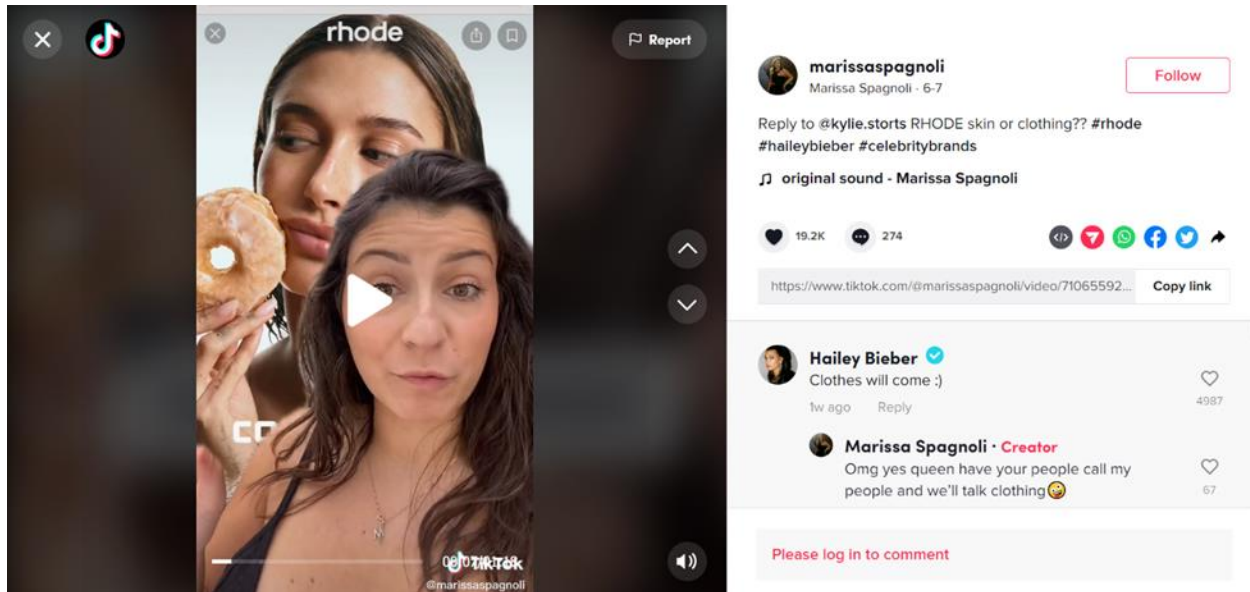 rhode
Report
TikTok
@marissaspagnoli
marissaspagnoli
Marissa Spagnoli · 6-7
Follow
Reply to @kylie.storts RHODE skin or clothing?? #rhode
#haileybieber #celebritybrands
original sound - Marissa Spagnoli
19.2K
274
https://www.tiktok.com/@marissaspagnoli/video/71065592...
Copy link
Hailey Bieber
Clothes will come :)
1w ago Reply
4987
Marissa Spagnoli · Creator
Omg yes queen have your people call my
people and we'll talk clothing🤪
67
Please log in to comment